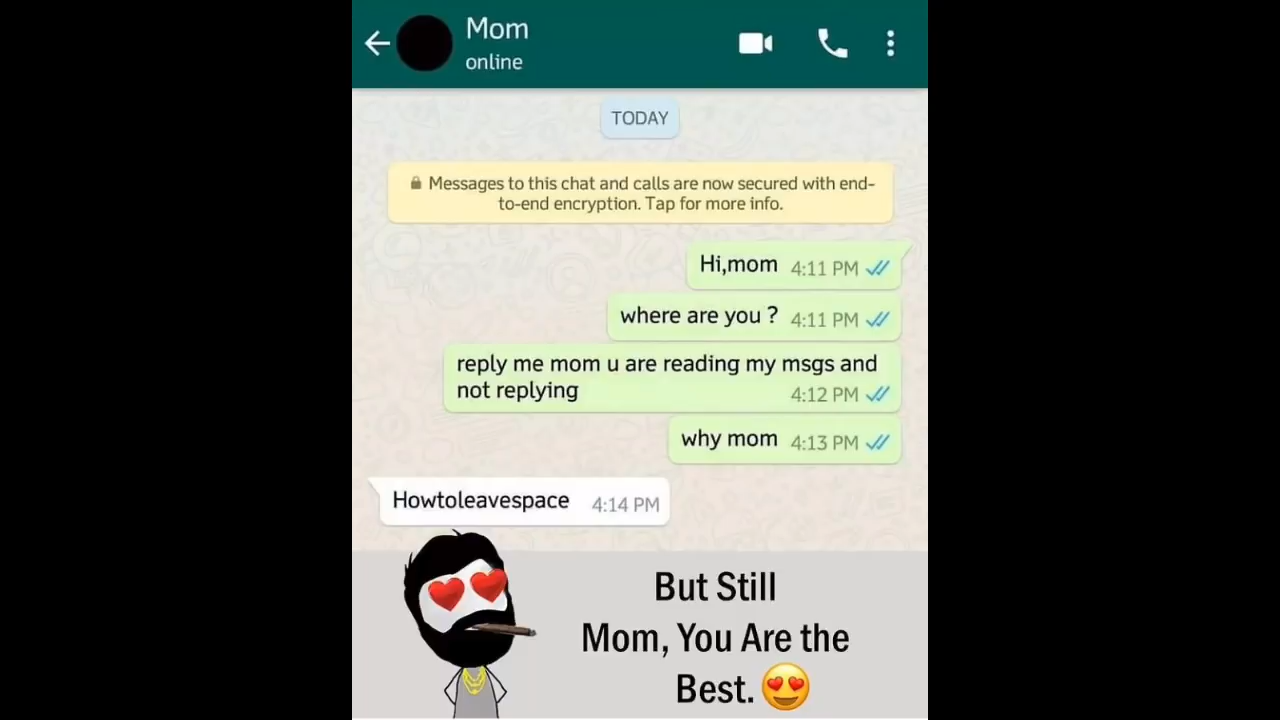 Mom
online
TODAY
Messages to this chat and calls are now secured with end-
to-end encryption. Tap for more info.
Hi,mom 4:11 PM
where are you ? 4:11 PM
reply me mom u are reading my msgs and
not replying 4:12 PM
why mom 4:13 PM
Howtoleavespace 4:14 PM
But Still
Mom, You Are the
Best.😍